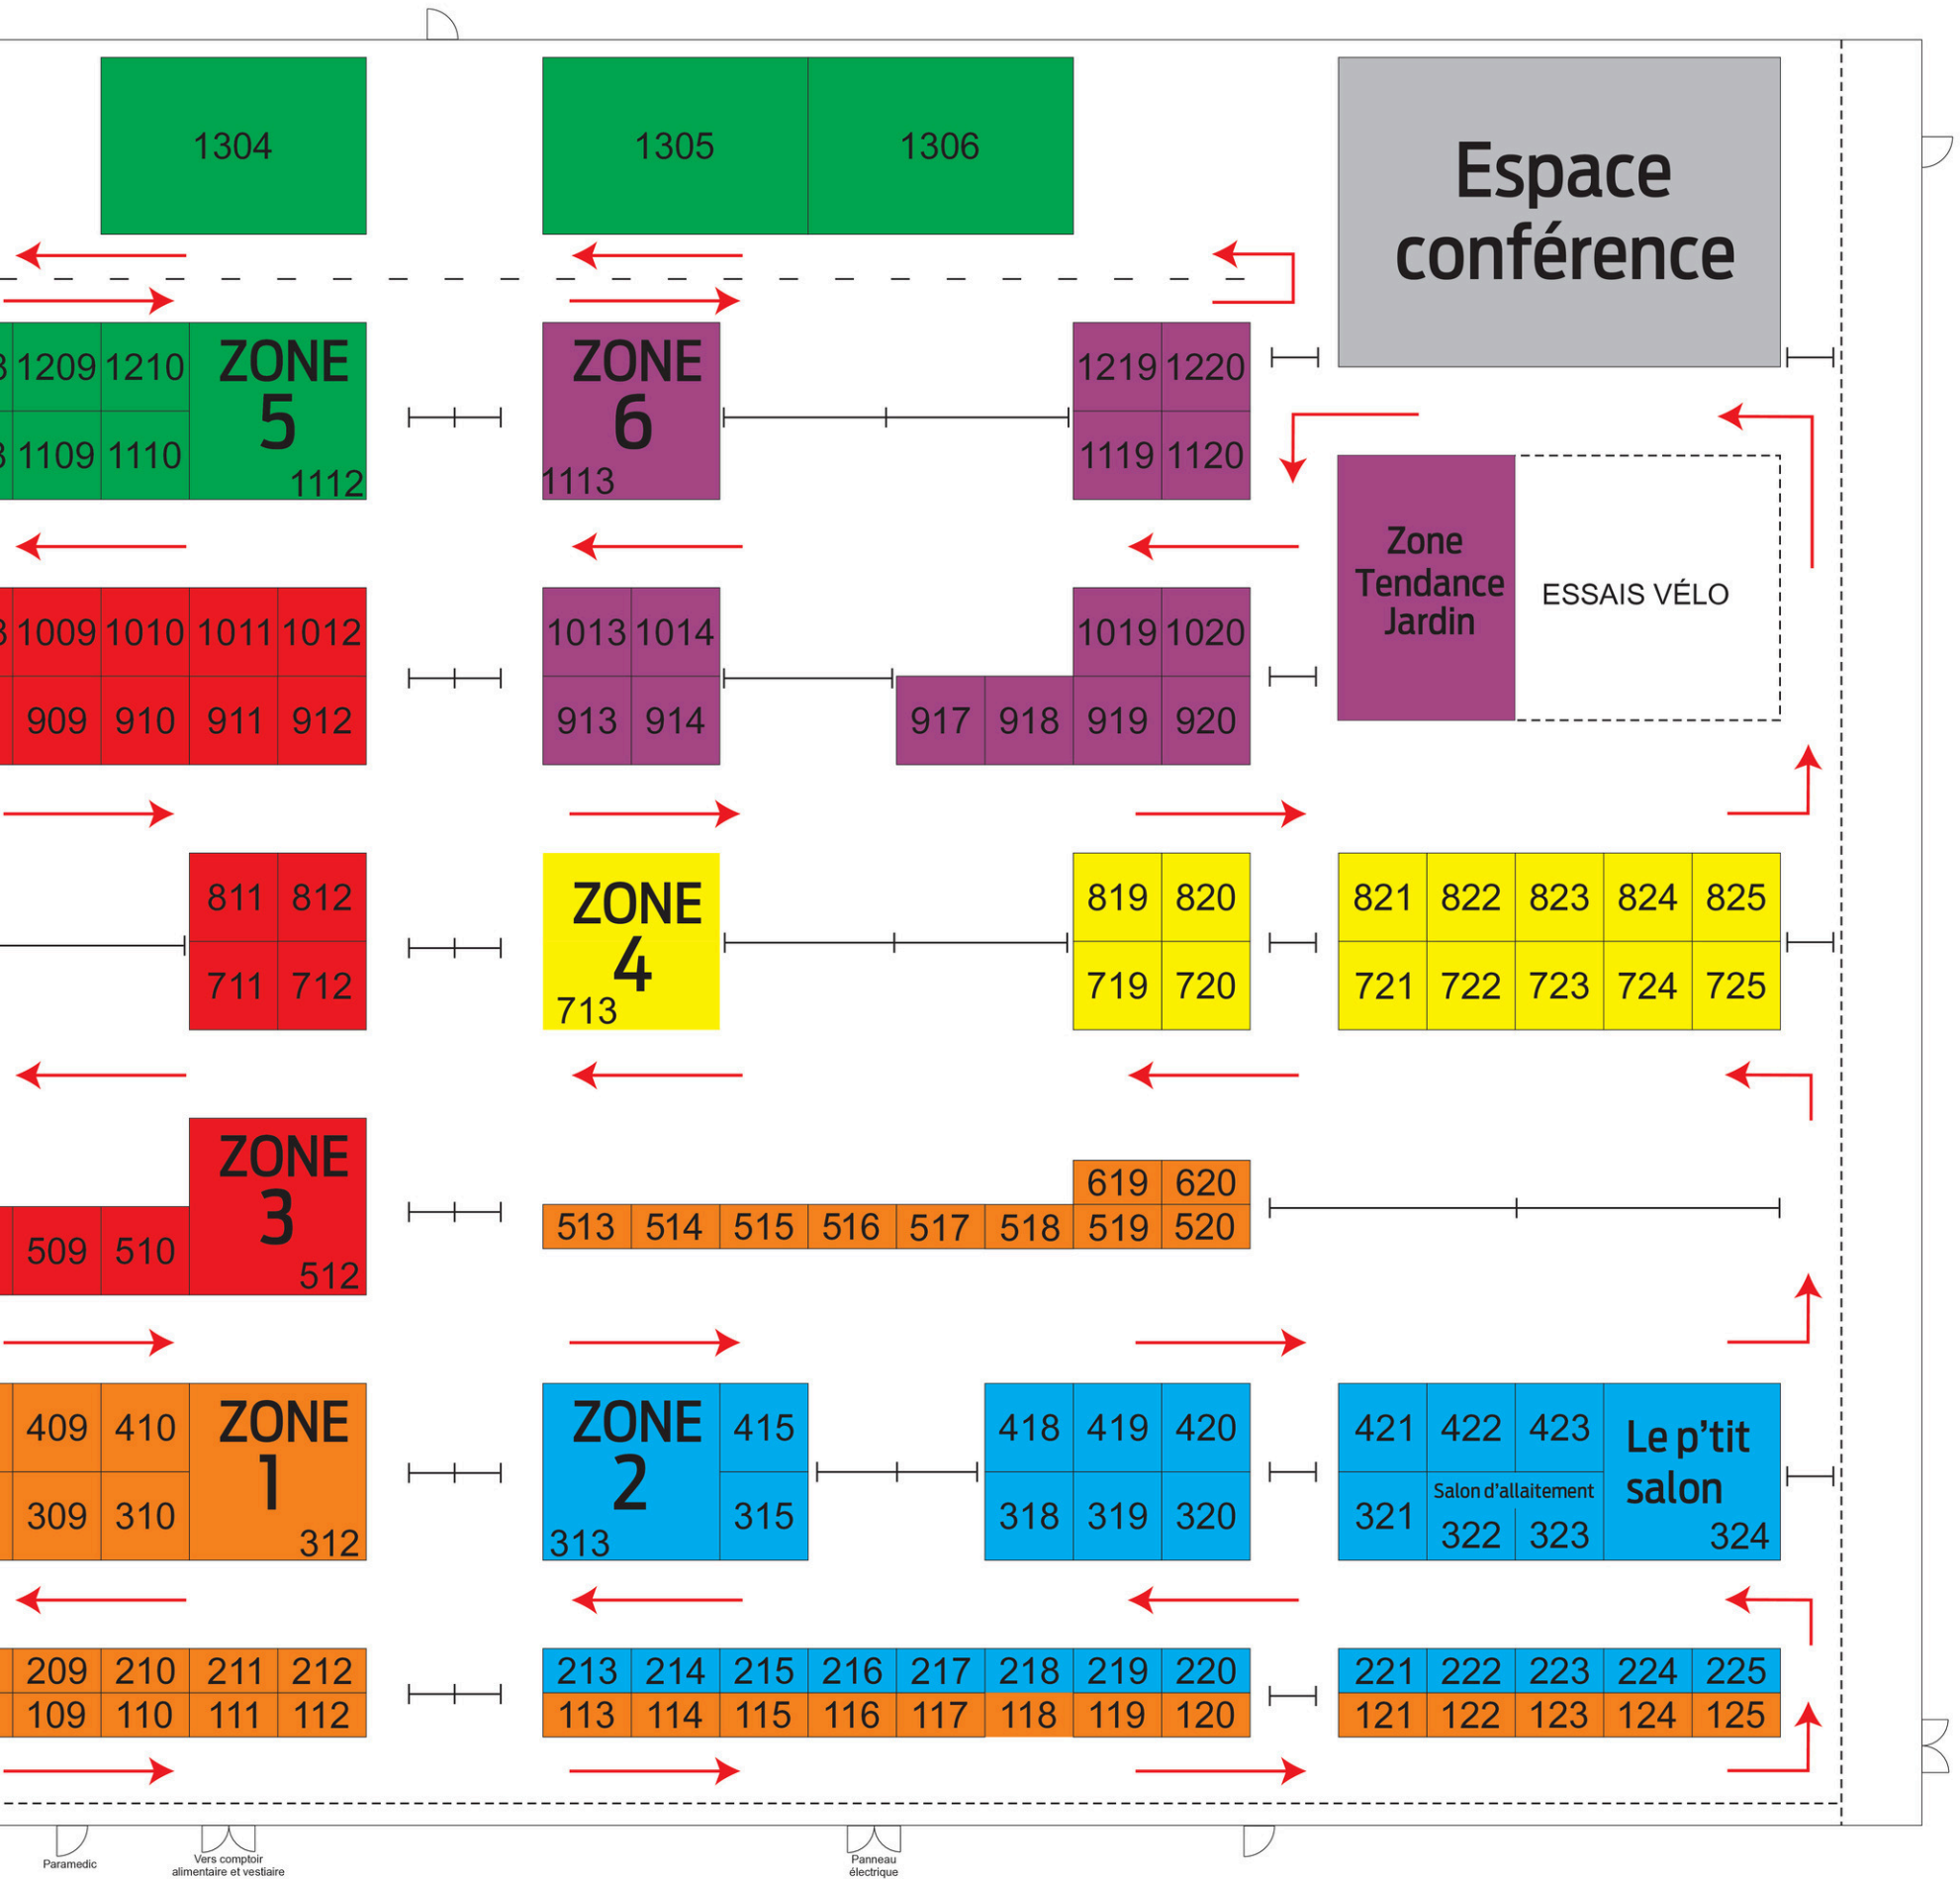 1304
1305
1306
Espace
conférence
1209 1210
ZONE
5
1109 1110
1112
ZONE
6
1113
1219 1220
1119 1120
Zone
Tendance
Jardin
ESSAIS VÉLO
1009 1010 1011 1012
909 910 911 912
1013 1014
913 914
1019 1020
917 918 919 920
811 812
711 712
ZONE
4
713
819 820
719 720
821 822 823 824 825
721 722 723 724 725
ZONE
3
509 510
512
619 620
513 514 515 516 517 518 519 520
409 410
309 310
ZONE
1
312
ZONE
2
313
415
315
418 419 420
318 319 320
421 422 423
321
Salon d'allaitement
322 323
Le p'tit
salon
324
209 210 211 212
109 110 111 112
213 214 215 216 217 218 219 220
113 114 115 116 117 118 119 120
221 222 223 224 225
121 122 123 124 125
Paramedic
Vers comptoir
alimentaire et vestiaire
Panneau
électrique